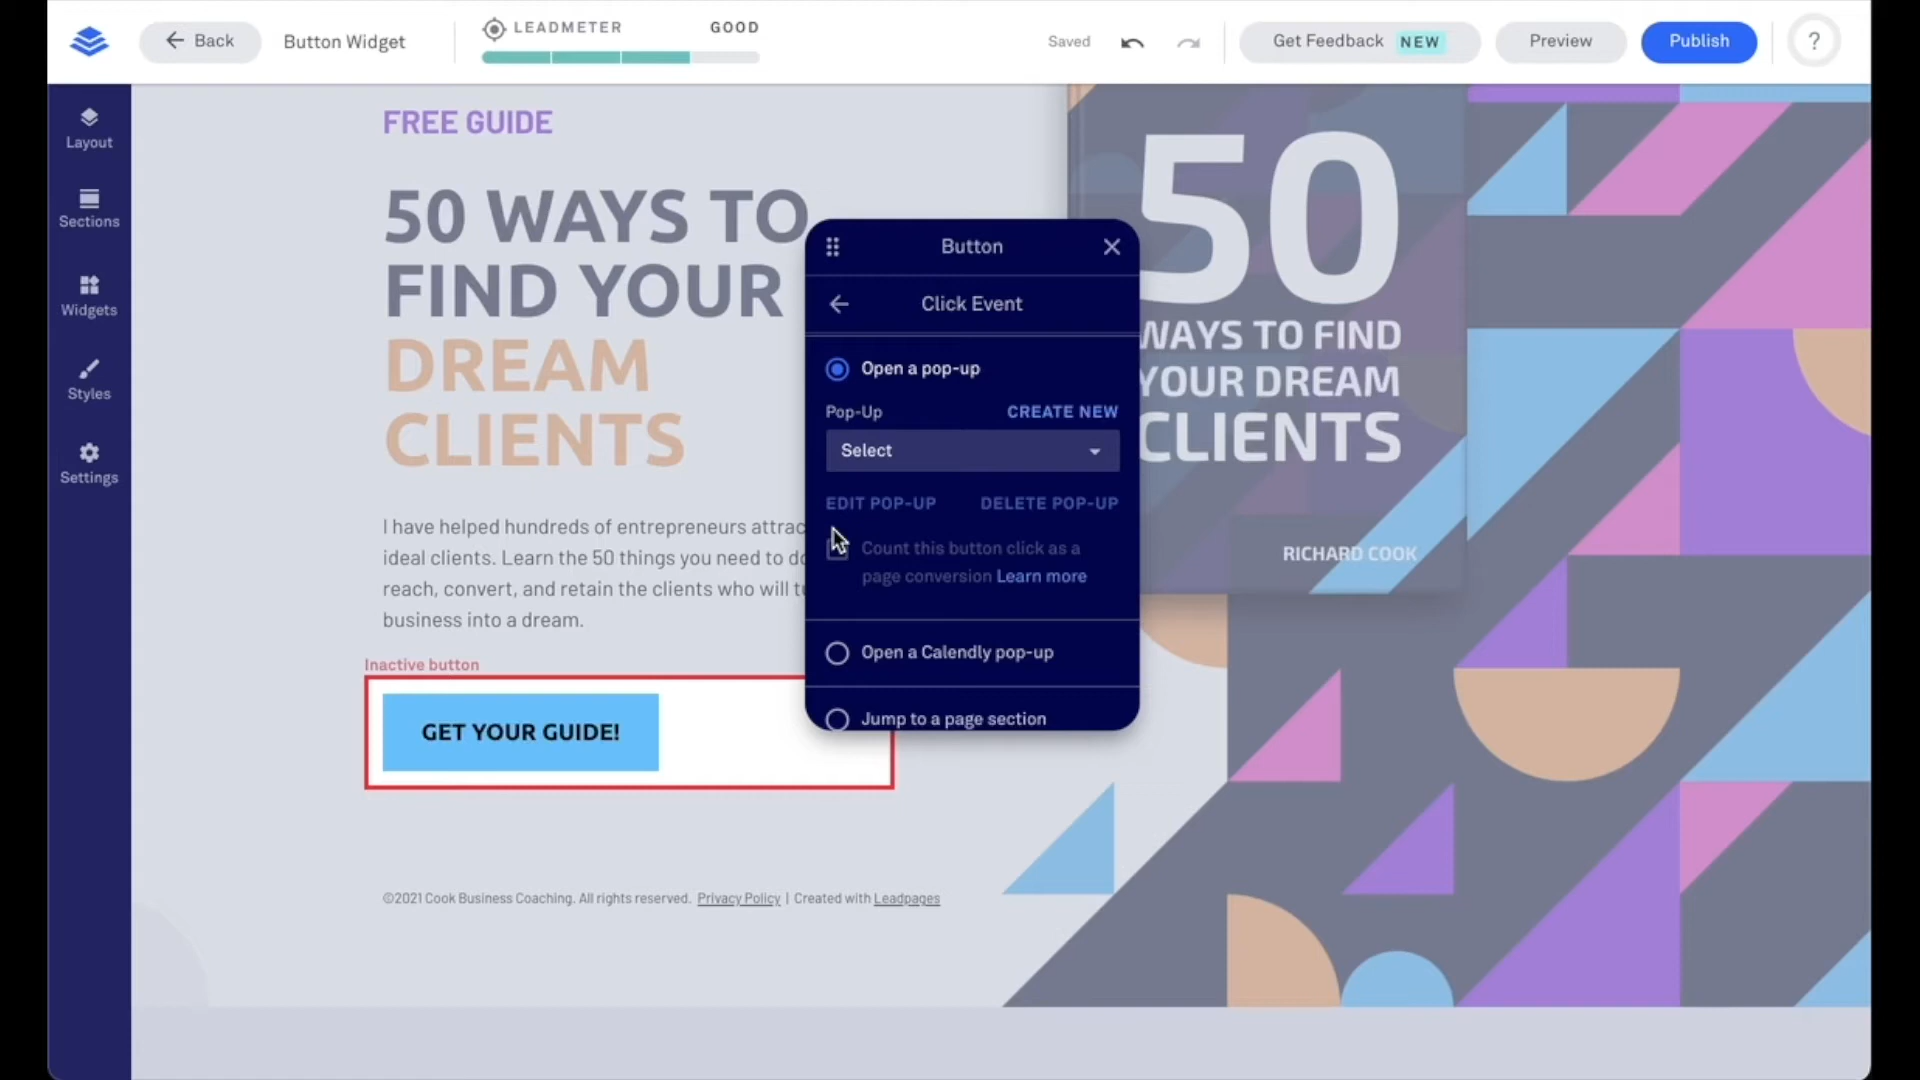 Back
Button Widget
LEADMETER
GOOD
Saved
Get Feedback NEW
Preview
Publish
?
Layout
Sections
Widgets
Styles
Settings
FREE GUIDE
50 WAYS TO
FIND YOUR
DREAM
CLIENTS
I have helped hundreds of entrepreneurs
ideal clients. Learn the 50 things you need to
reach, convert, and retain the clients who will
business into a dream.
Inactive button
GET YOUR GUIDE!
Button
Click Event
Open a pop-up
Pop-Up
CREATE NEW
Select
EDIT POP-UP
DELETE POP-UP
Count this button click as a
page conversion Learn more
Open a Calendly pop-up
Jump to a page section
50
WAYS TO FIND
YOUR DREAM
CLIENTS
RICHARD COOK
©2021 Cook Business Coaching. All rights reserved. Privacy Policy | Created with Leadpages